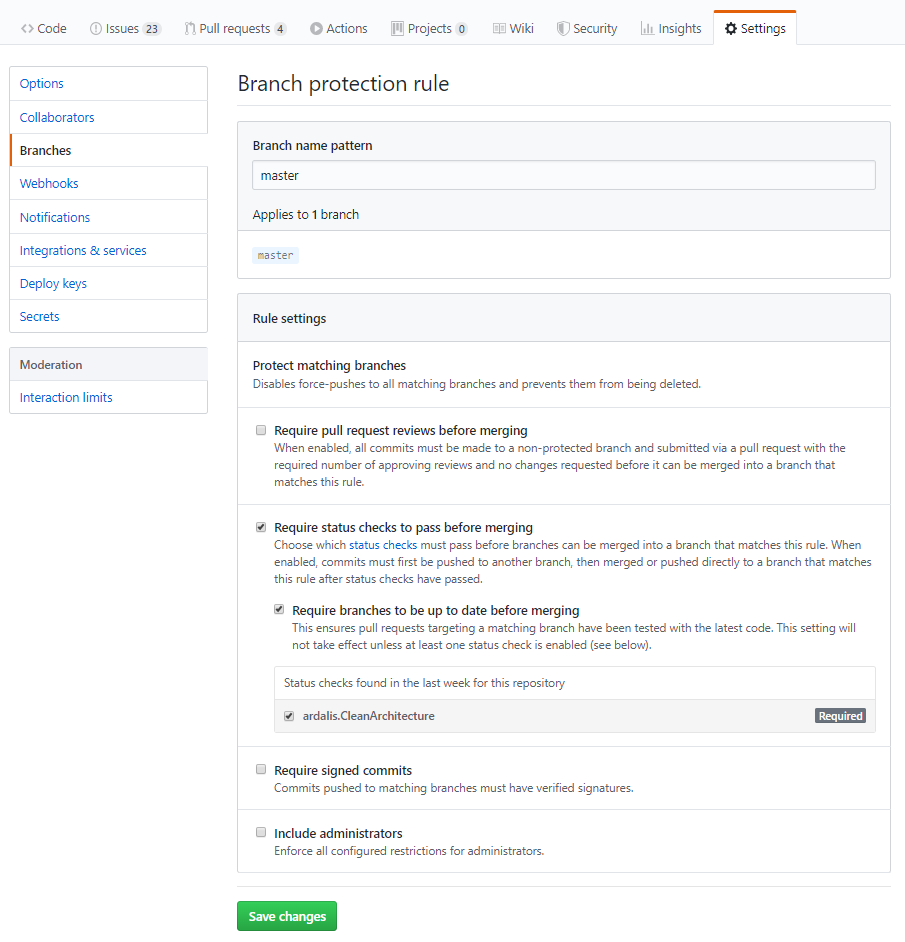 Code Issues 23 Pull requests 4 Actions Projects 0 Wiki Security Insights Settings
Options
Collaborators
Branches
Webhooks
Notifications
Integrations & services
Deploy keys
Secrets
Moderation
Interaction limits
Branch protection rule
Branch name pattern
master
Applies to 1 branch
master
Rule settings
Protect matching branches
Disables force-pushes to all matching branches and prevents them from being deleted.
Require pull request reviews before merging
When enabled, all commits must be made to a non-protected branch and submitted via a pull request with the
required number of approving reviews and no changes requested before it can be merged into a branch that
matches this rule.
Require status checks to pass before merging
Choose which status checks must pass before branches can be merged into a branch that matches this rule. When
enabled, commits must first be pushed to another branch, then merged or pushed directly to a branch that matches
this rule after status checks have passed.
Require branches to be up to date before merging
This ensures pull requests targeting a matching branch have been tested with the latest code. This setting will
not take effect unless at least one status check is enabled (see below).
Status checks found in the last week for this repository
ardalis.CleanArchitecture Required
Require signed commits
Commits pushed to matching branches must have verified signatures.
Include administrators
Enforce all configured restrictions for administrators.
Save changes